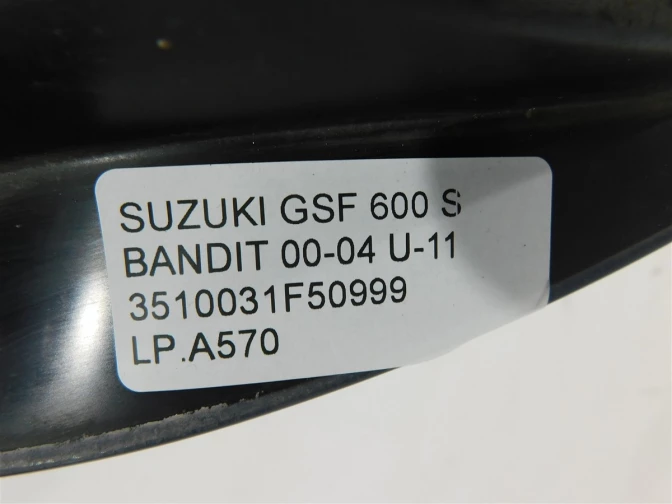 SUZUKI GSF 600 S
BANDIT 00-04 U-11
3510031F50999
LP.A570